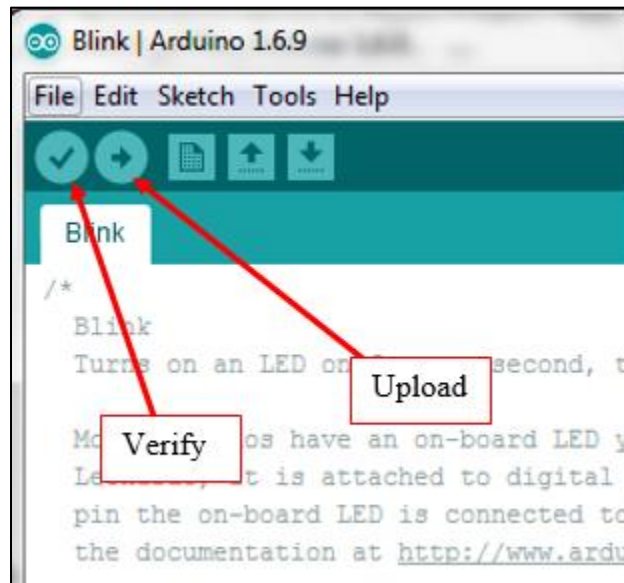 Blink | Arduino 1.6.9
File Edit Sketch Tools Help
Blink
/*
Blink
Turns on an LED on second, t
Upload
Verify
os have an on-board LED y
it is attached to digital
pin the on-board LED is connected to
the documentation at http://www.ardu